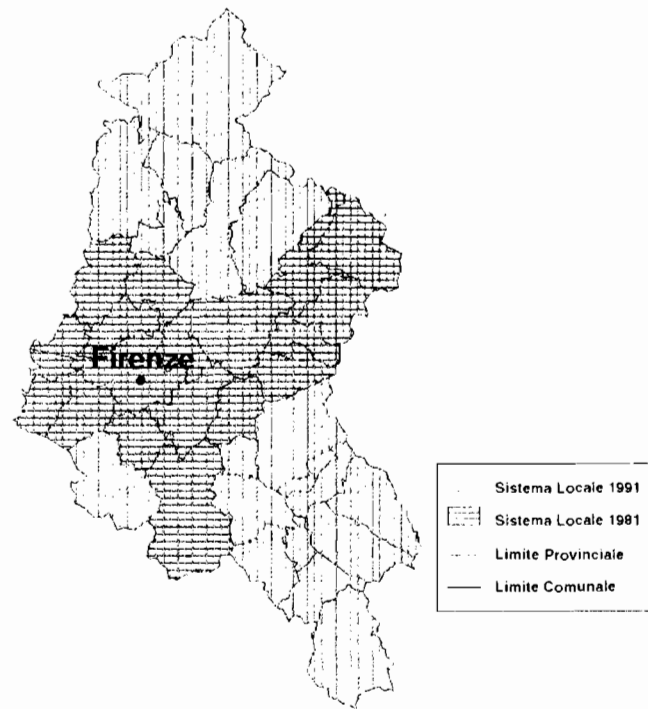 Firenze
Sistema Locale 1991
Sistema Locale 1981
Limite Provinciale
Limite Comunale